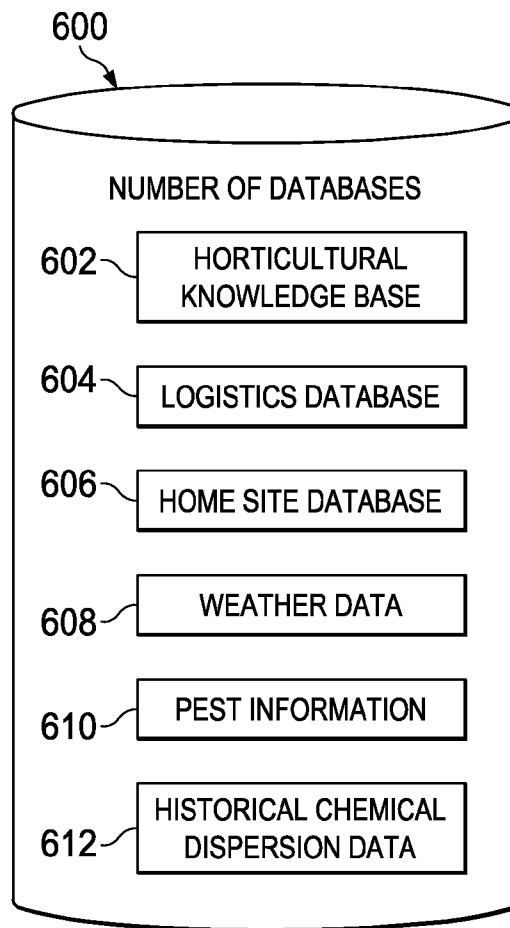 600
NUMBER OF DATABASES
602
HORTICULTURAL
KNOWLEDGE BASE
604
LOGISTICS DATABASE
606
HOME SITE DATABASE
608
WEATHER DATA
610
PEST INFORMATION
612
HISTORICAL CHEMICAL
DISPERSION DATA